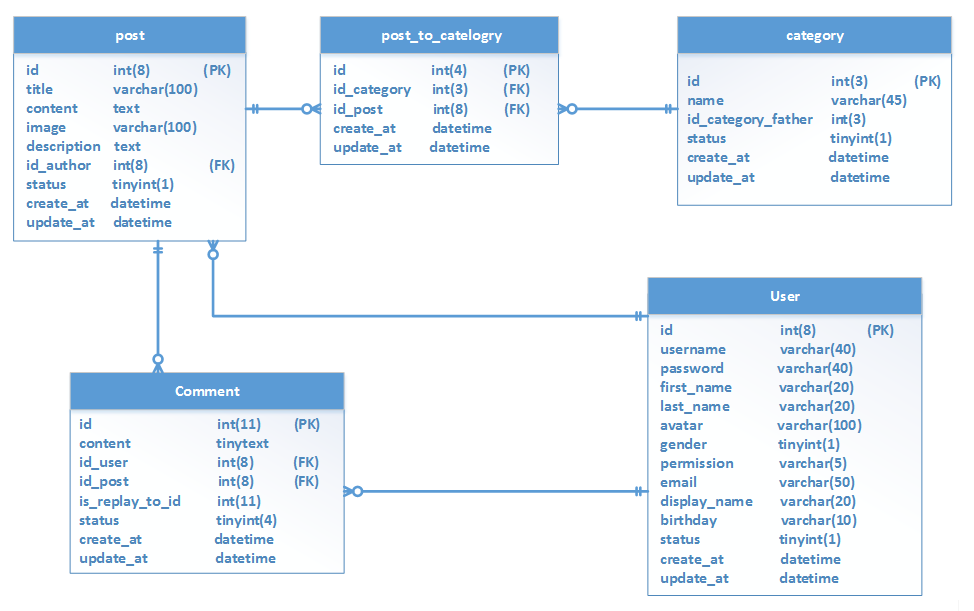 post
id int(8) (PK)
title varchar(100)
content text
image varchar(100)
description text
id_author int(8) (FK)
status tinyint(1)
create_at datetime
update_at datetime
post_to_catelogry
id int(4) (PK)
id_category int(3) (FK)
id_post int(8) (FK)
create_at datetime
update_at datetime
category
id int(3) (PK)
name varchar(45)
id_category_father int(3)
status tinyint(1)
create_at datetime
update_at datetime
User
id int(8) (PK)
username varchar(40)
password varchar(40)
first_name varchar(20)
last_name varchar(20)
avatar varchar(100)
gender tinyint(1)
permission varchar(5)
email varchar(50)
display_name varchar(20)
birthday varchar(10)
status tinyint(1)
create_at datetime
update_at datetime
Comment
id int(11) (PK)
content tinytext
id_user int(8) (FK)
id_post int(8) (FK)
is_replay_to_id int(11)
status tinyint(4)
create_at datetime
update_at datetime